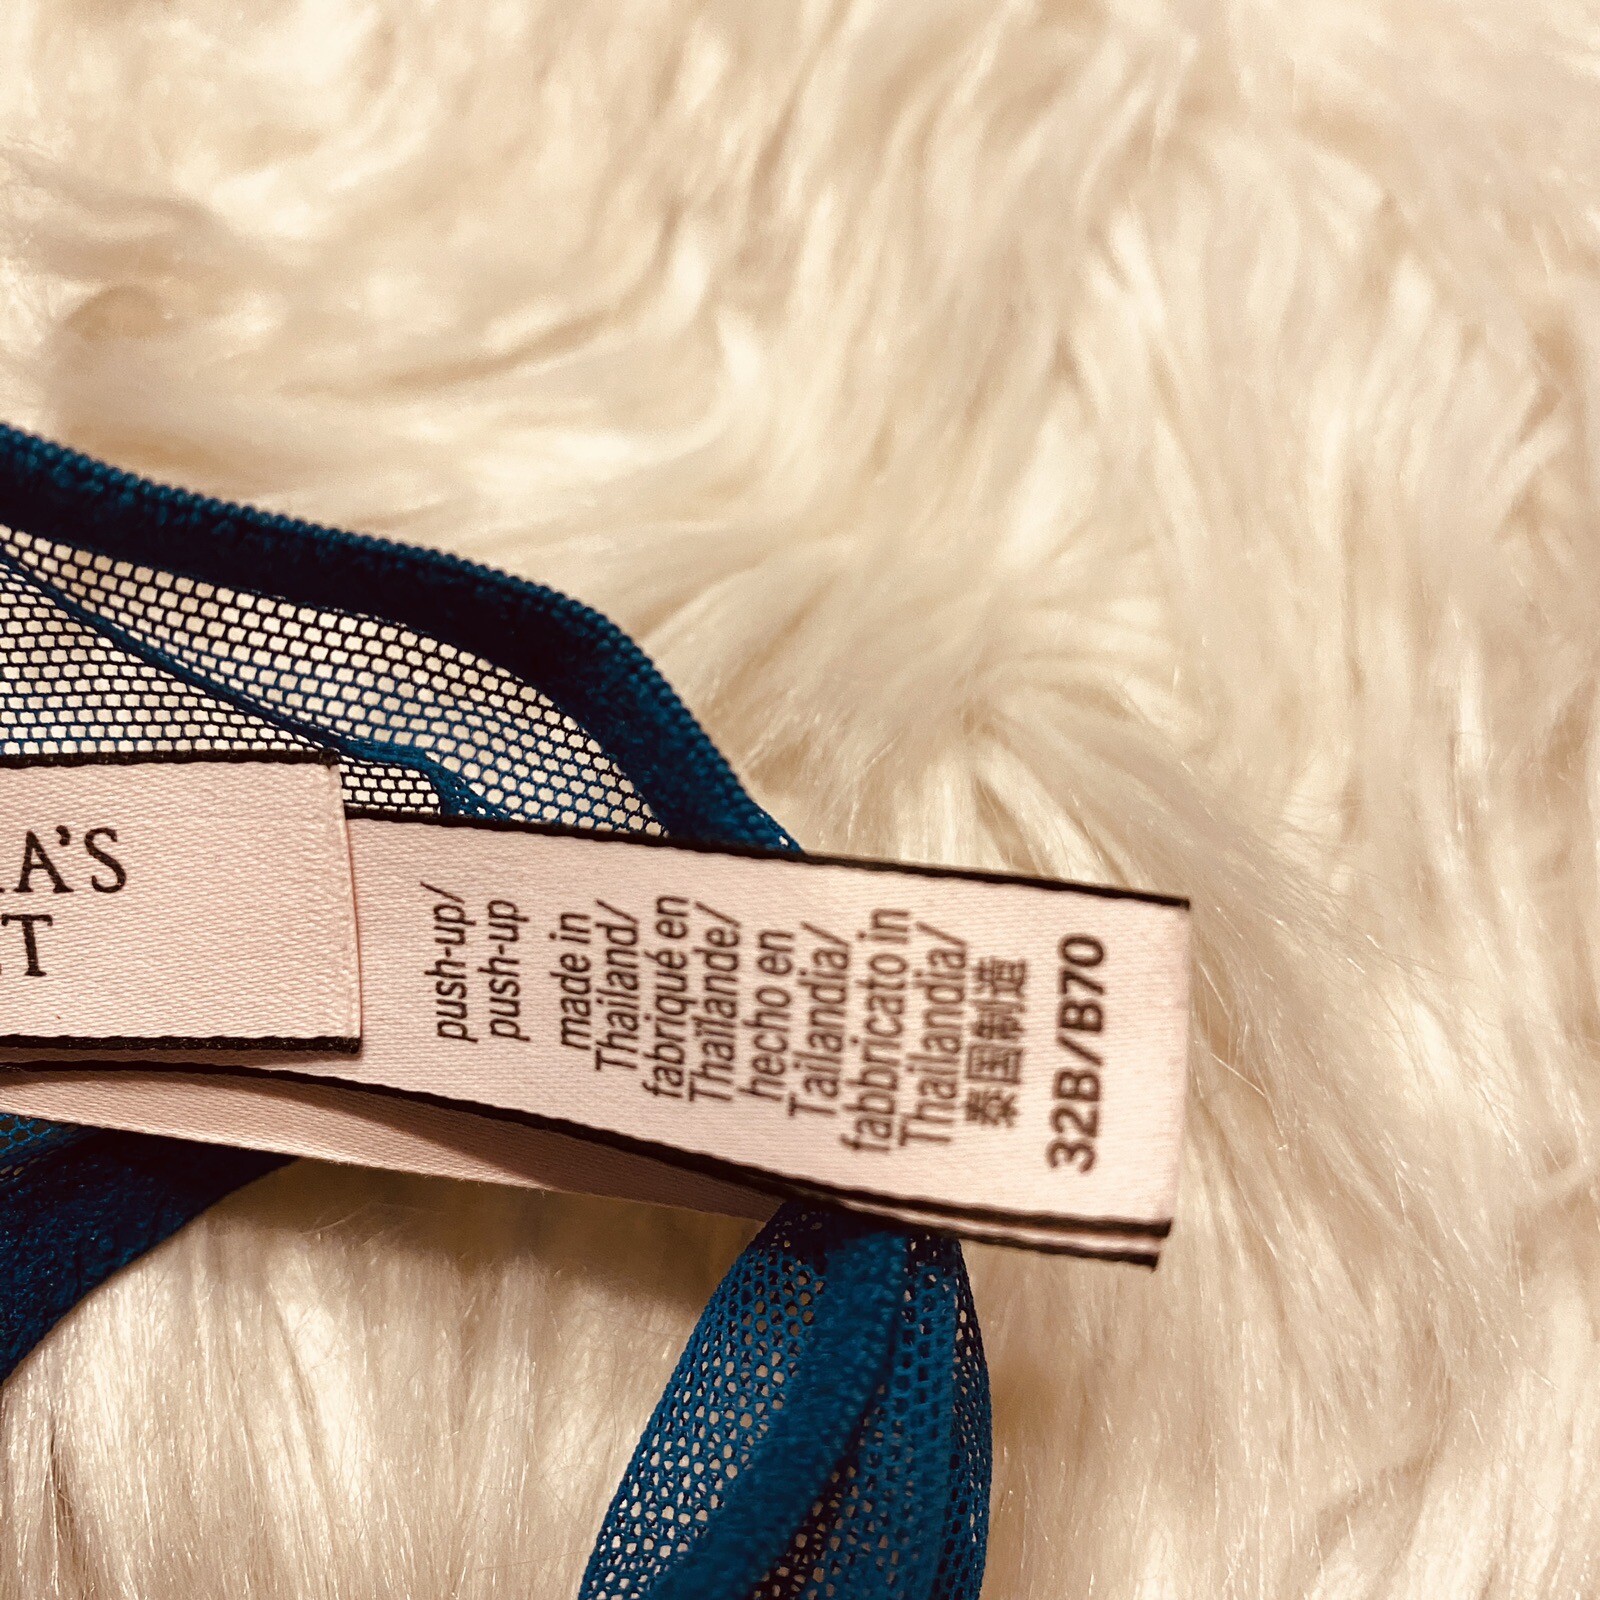 A'S
T
push-up/
push-up
made in
Thailand/
fabriqué en
Thaïlande/
hecho en
Tailandia/
fabbricato in
Thailandia/
泰国制造
32B/B70